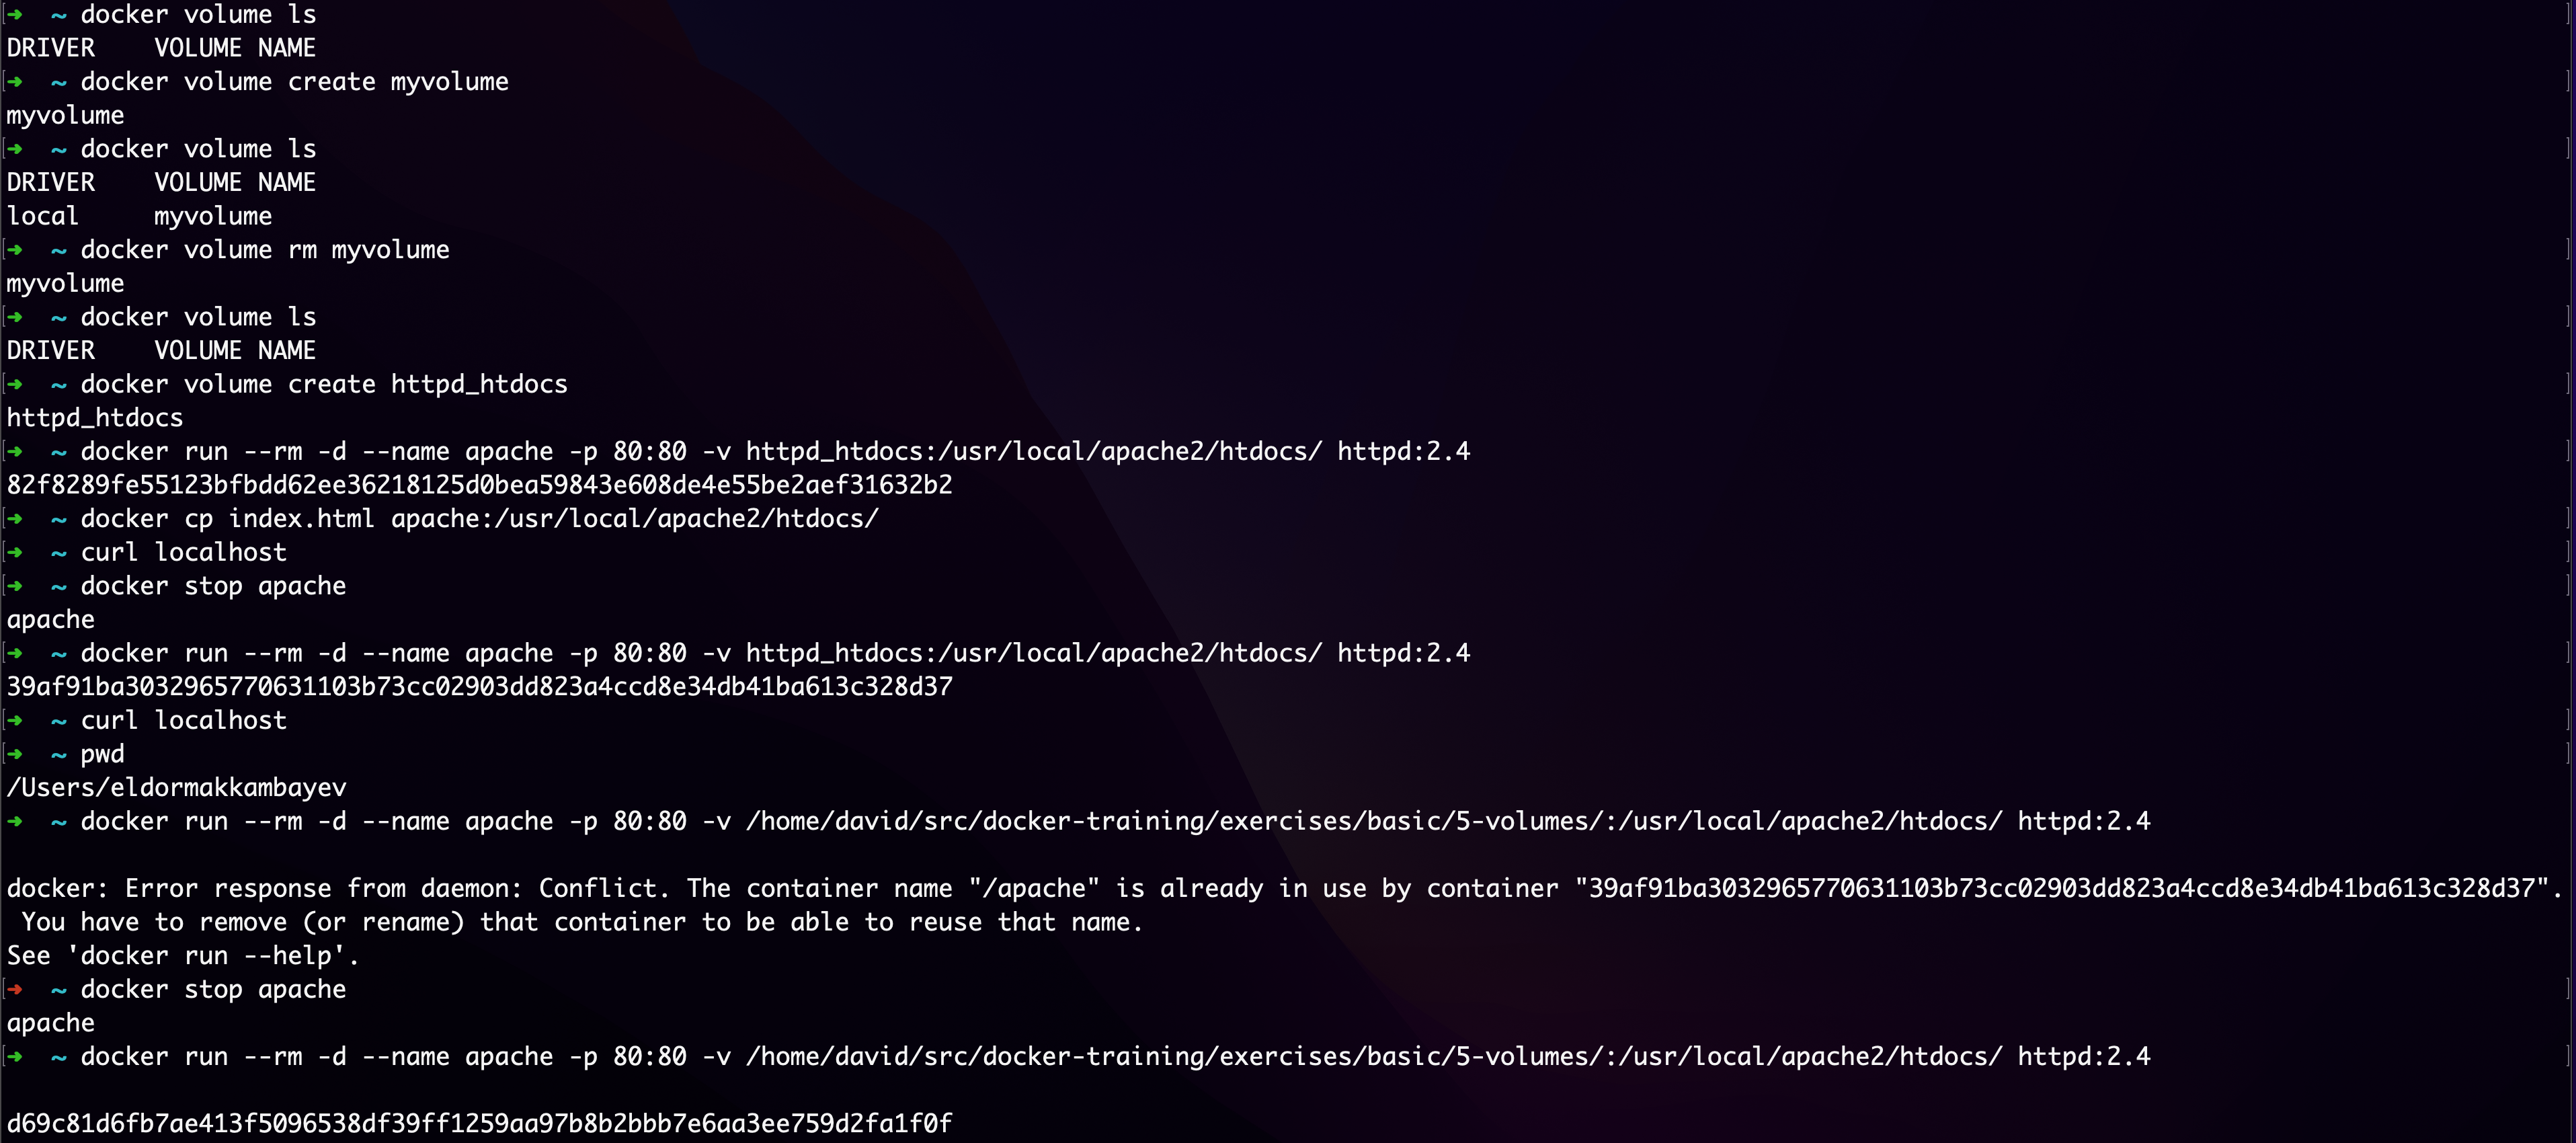 ➜  ~ docker volume ls
DRIVER    VOLUME NAME
➜  ~ docker volume create myvolume
myvolume
➜  ~ docker volume ls
DRIVER    VOLUME NAME
local     myvolume
➜  ~ docker volume rm myvolume
myvolume
➜  ~ docker volume ls
DRIVER    VOLUME NAME
➜  ~ docker volume create httpd_htdocs
httpd_htdocs
➜  ~ docker run --rm -d --name apache -p 80:80 -v httpd_htdocs:/usr/local/apache2/htdocs/ httpd:2.4
82f8289fe55123bfbdd62ee36218125d0bea59843e608de4e55be2aef31632b2
➜  ~ docker cp index.html apache:/usr/local/apache2/htdocs/
➜  ~ curl localhost
➜  ~ docker stop apache
apache
➜  ~ docker run --rm -d --name apache -p 80:80 -v httpd_htdocs:/usr/local/apache2/htdocs/ httpd:2.4
39af91ba3032965770631103b73cc02903dd823a4ccd8e34db41ba613c328d37
➜  ~ curl localhost
➜  ~ pwd
/Users/eldormakkambayev
➜  ~ docker run --rm -d --name apache -p 80:80 -v /home/david/src/docker-training/exercises/basic/5-volumes/:/usr/local/apache2/htdocs/ httpd:2.4
docker: Error response from daemon: Conflict. The container name "/apache" is already in use by container "39af91ba3032965770631103b73cc02903dd823a4ccd8e34db41ba613c328d37".
 You have to remove (or rename) that container to be able to reuse that name.
See 'docker run --help'.
➜  ~ docker stop apache
apache
➜  ~ docker run --rm -d --name apache -p 80:80 -v /home/david/src/docker-training/exercises/basic/5-volumes/:/usr/local/apache2/htdocs/ httpd:2.4
d69c81d6fb7ae413f5096538df39ff1259aa97b8b2bbb7e6aa3ee759d2fa1f0f